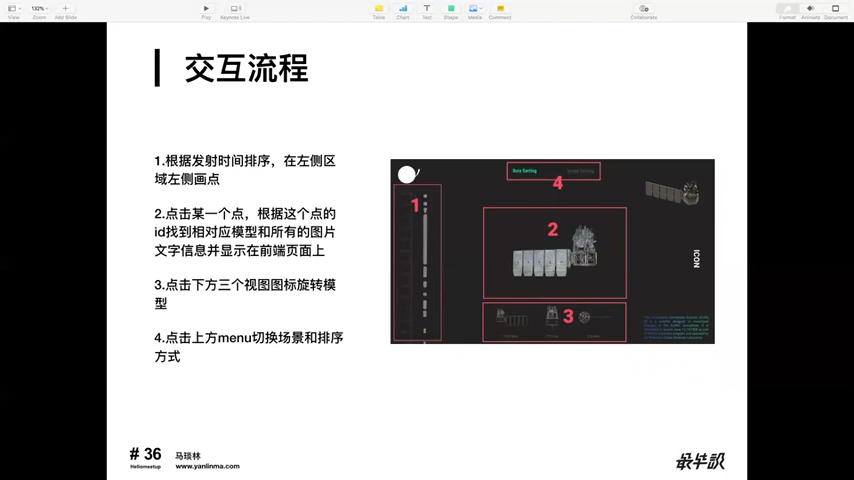 132%
View
Zoom
Add Slide
Play
Keynote Live
Table
Chart
Text
Shape
Media
Comment
Collaborate
Format
Animate
Document
交互流程
1.根据发射时间排序，在左侧区
域左侧画点
2.点击某一个点，根据这个点的
id找到相对应模型和所有的图片
文字信息并显示在前端页面上
3.点击下方三个视图图标旋转模
型
4.点击上方menu切换场景和排序
方式
Date Sorting
4
1
2
3
ICON
# 36
Hellomeetup
马琰林
www.yanlinma.com